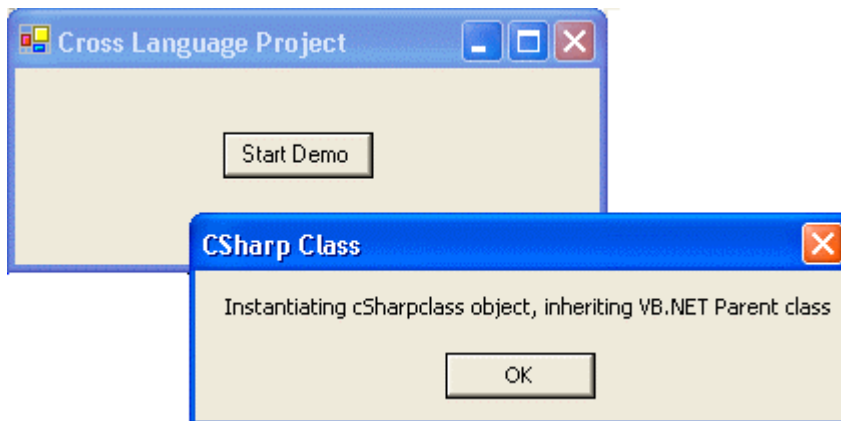 Cross Language Project
Start Demo
CSharp Class
Instantiating cSharpclass object, inheriting VB.NET Parent class
OK